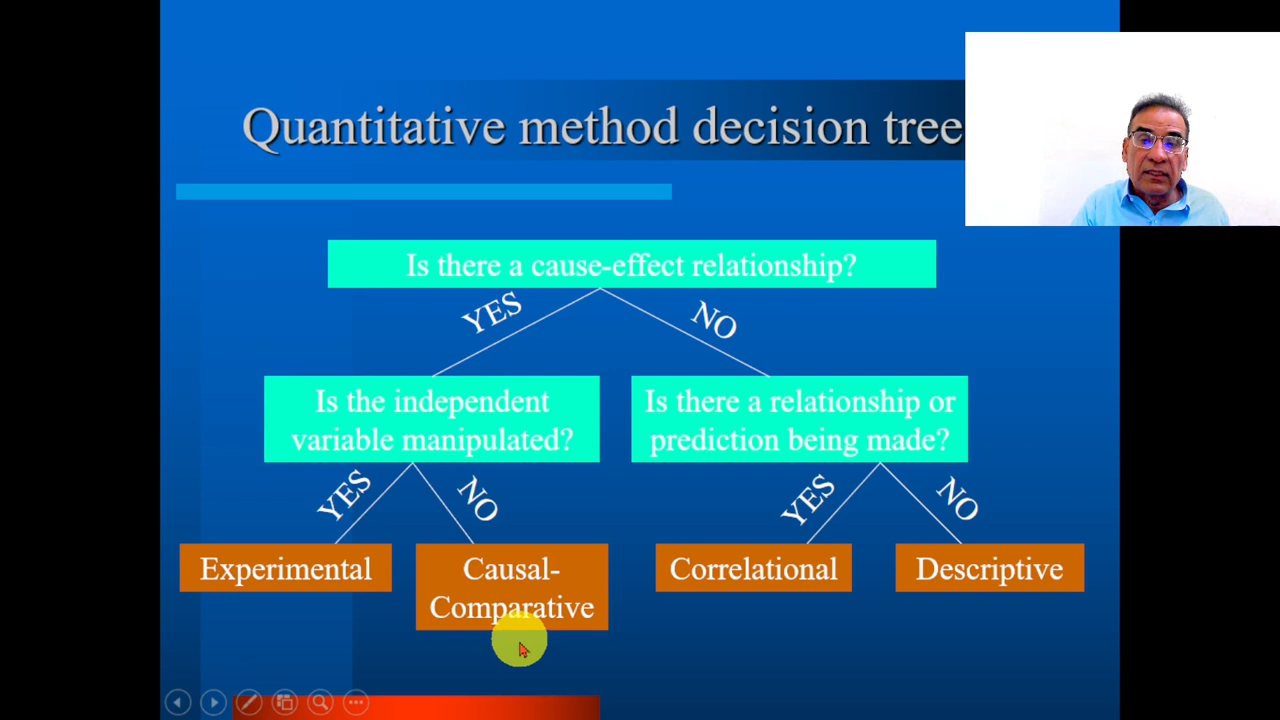 Quantitative method decision tree
Is there a cause-effect relationship?
YES
NO
Is the independent
variable manipulated?
Is there a relationship or
prediction being made?
YES
NO
YES
NO
Experimental
Causal-
Comparative
Correlational
Descriptive